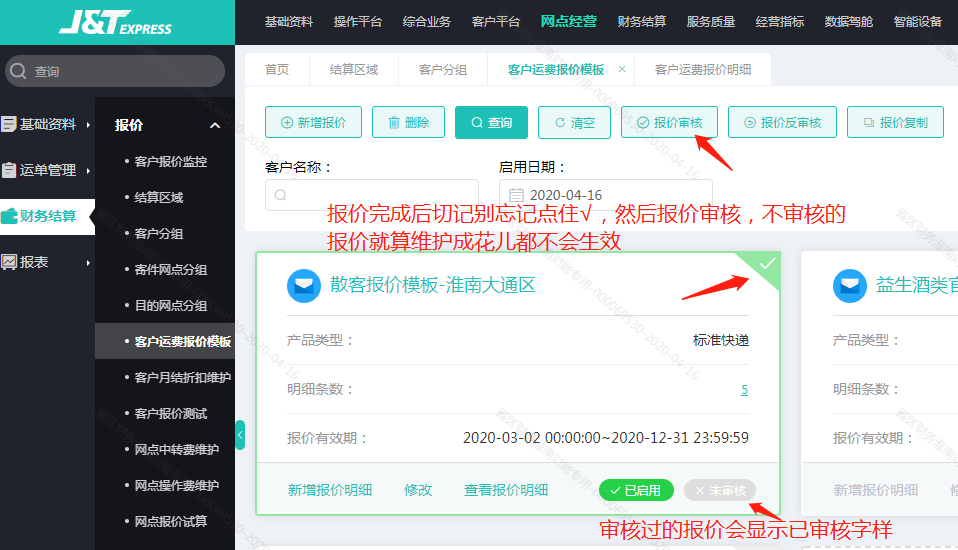 J&T EXPRESS
基础资料 操作平台 综合业务 客户平台 网点经营 财务结算 服务质量 经营指标 数据驾舱 智能设备
查询
首页 结算区域 客户分组 客户运费报价模板 × 客户运费报价明细
基础资料
运单管理
财务结算
报表
报价
客户报价监控
结算区域
客户分组
寄件网点分组
目的网点分组
客户运费报价模板
客户月结折扣维护
客户报价测试
网点中转费维护
网点操作费维护
网点报价试算
新增报价 删除 查询 清空 报价审核 报价反审核 报价复制
客户名称： 启用日期：
2020-04-16
报价完成后切记别忘记点住√，然后报价审核，不审核的
报价就算维护成花儿都不会生效
散客报价模板-淮南大通区
产品类型： 标准快递
明细条数： 5
报价有效期： 2020-03-02 00:00:00~2020-12-31 23:59:59
新增报价明细 修改 查看报价明细 已启用 未审核
益生酒类官
产品类型：
明细条数：
报价有效期：
新增报价明细
审核过的报价会显示已审核字样